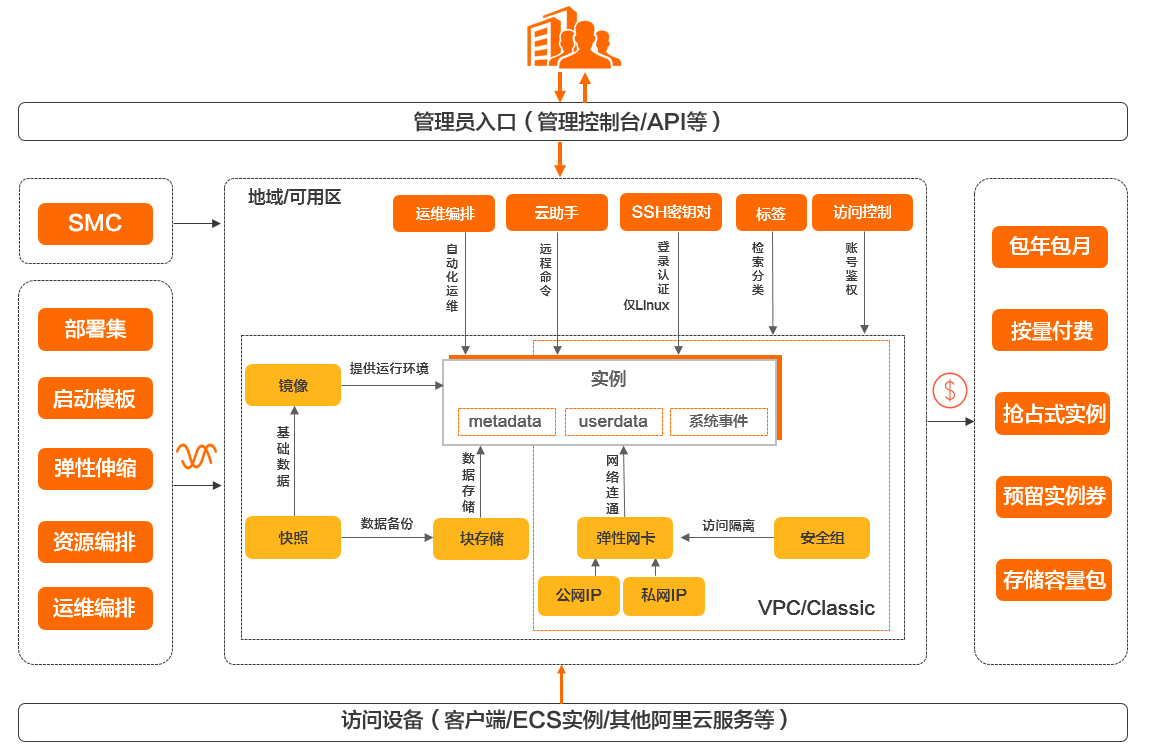 管理员入口（管理控制台/API等）
SMC
部署集
启动模板
弹性伸缩
资源编排
运维编排
地域/可用区
运维编排
云助手
SSH密钥对
标签
访问控制
自动化运维
远程命令
登录认证
仅Linux
检索分类
账号鉴权
镜像
提供运行环境
实例
metadata
userdata
系统事件
基础数据
数据存储
网络连通
快照
数据备份
块存储
弹性网卡
访问隔离
安全组
公网IP
私网IP
VPC/Classic
$
包年包月
按量付费
抢占式实例
预留实例券
存储容量包
访问设备（客户端/ECS实例/其他阿里云服务等）